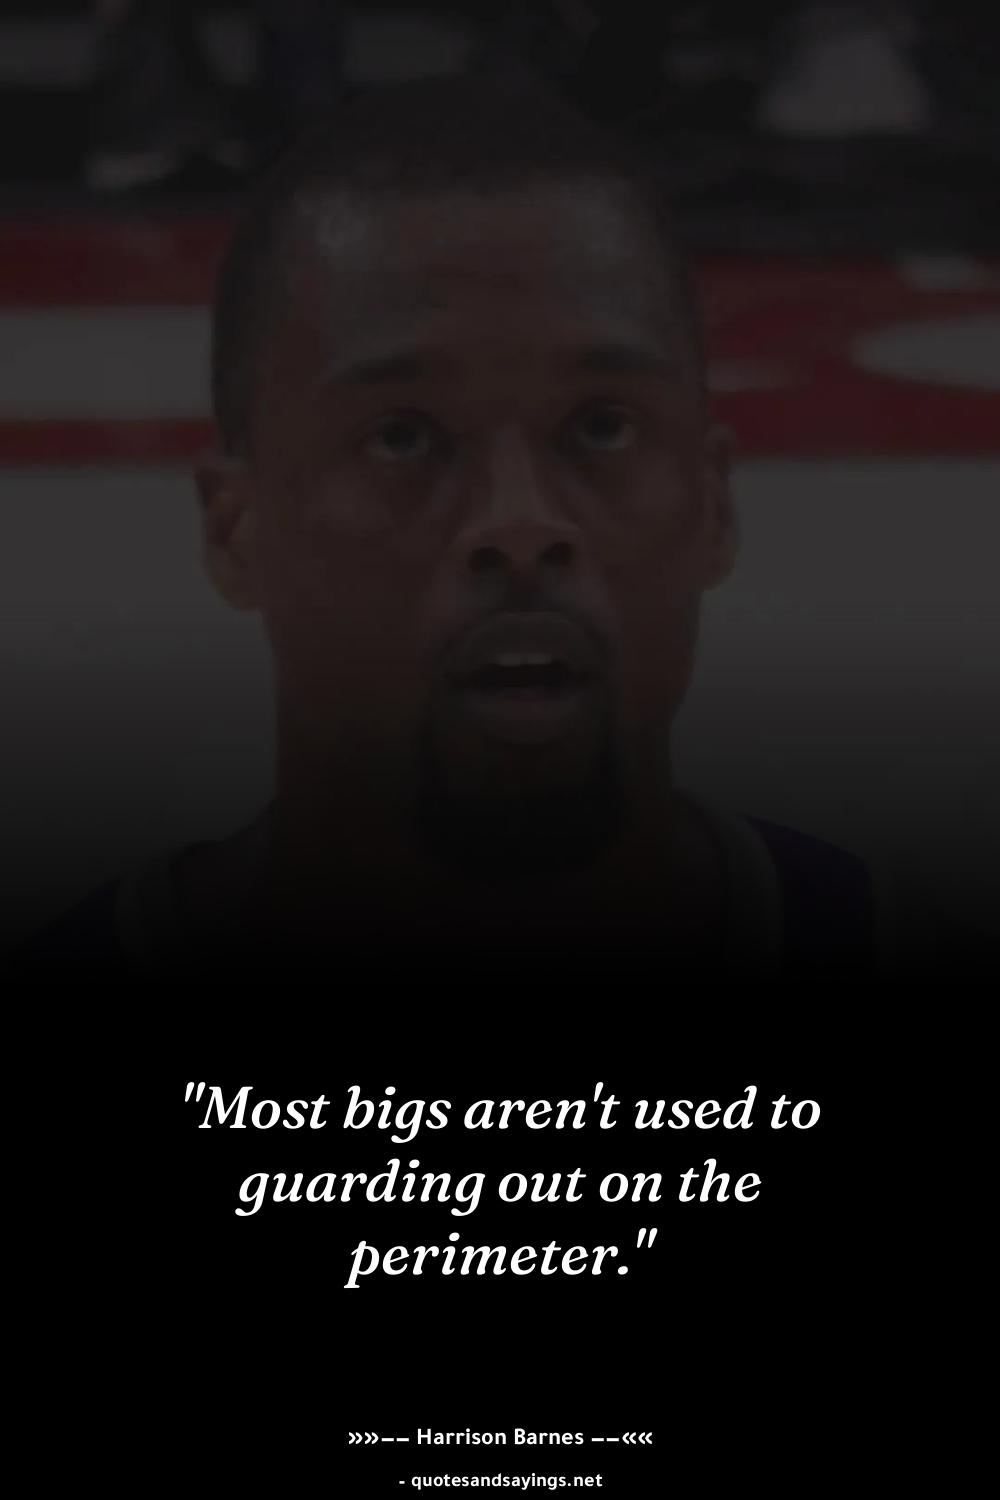 "Most bigs aren't used to
guarding out on the
perimeter."
»»–– Harrison Barnes ––««
- quotesandsayings.net